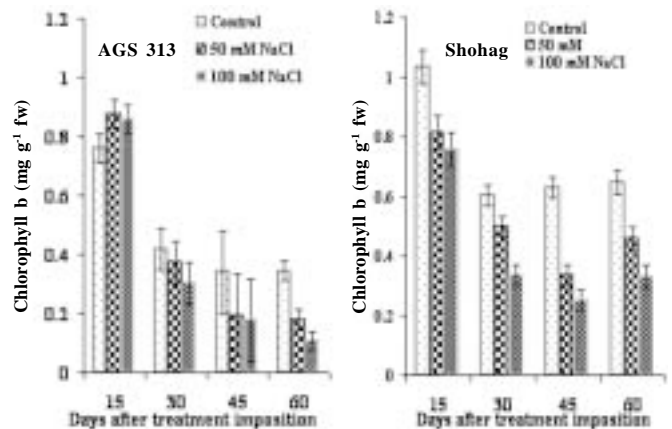 AGS 313
Control
50 mM NaCl
100 mM NaCl
Chlorophyll b (mg g-1 fw)
1.2
1
0.8
0.6
0.4
0.2
0
15 30 45 60
Days after treatment imposition
Shohag
Control
50 mM
100 mM NaCl
Chlorophyll b (mg g-1 fw)
1.2
1
0.8
0.6
0.4
0.2
0
15 30 45 60
Days after treatment imposition